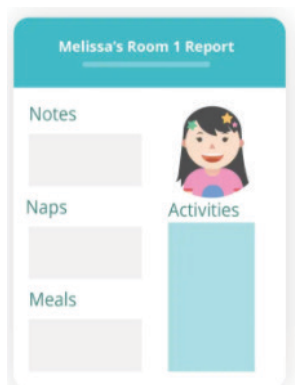 Melissa's Room 1 Report
Notes
Naps
Activities
Meals